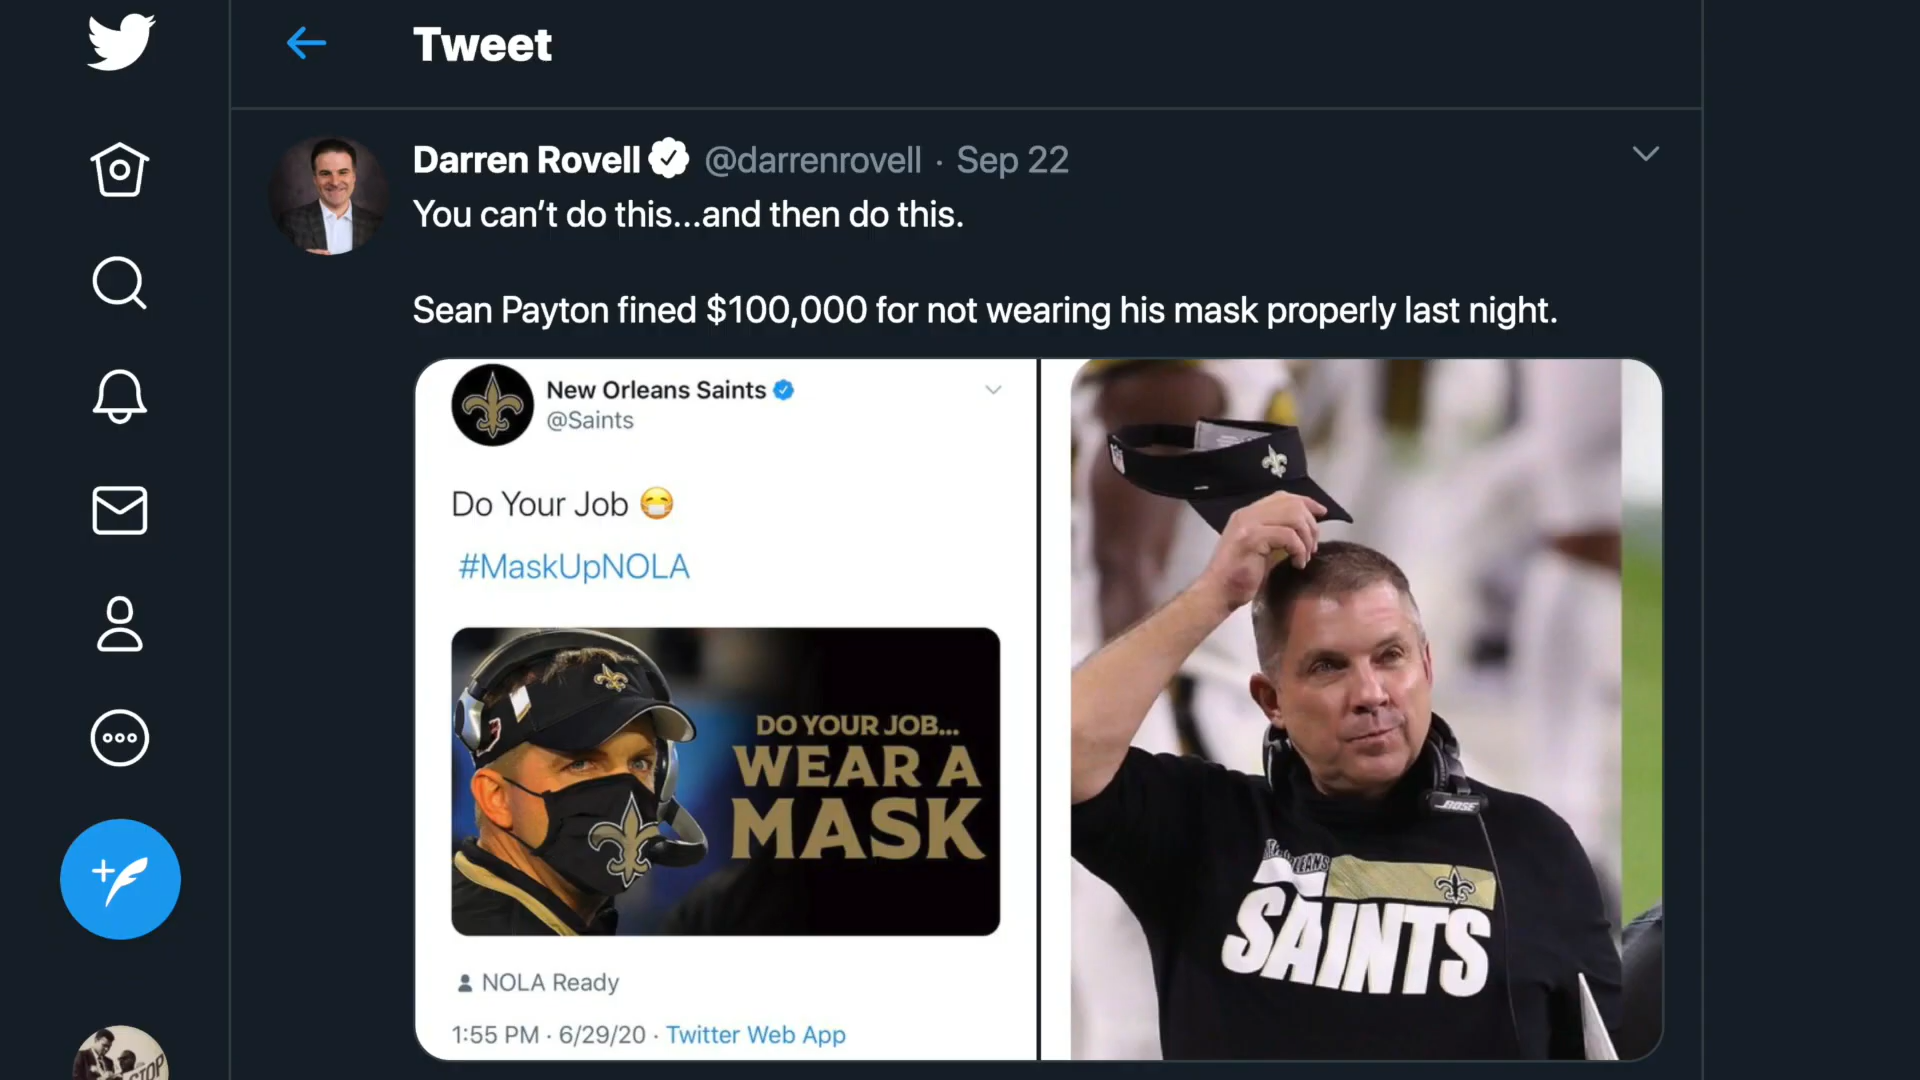 Tweet
Darren Rovell @darrenrovell · Sep 22
You can’t do this...and then do this.
Sean Payton fined $100,000 for not wearing his mask properly last night.
New Orleans Saints
@Saints
Do Your Job 😷
#MaskUpNOLA
DO YOUR JOB...
WEAR A
MASK
NOLA Ready
1:55 PM · 6/29/20 · Twitter Web App
BOSE
SAINTS
STOP